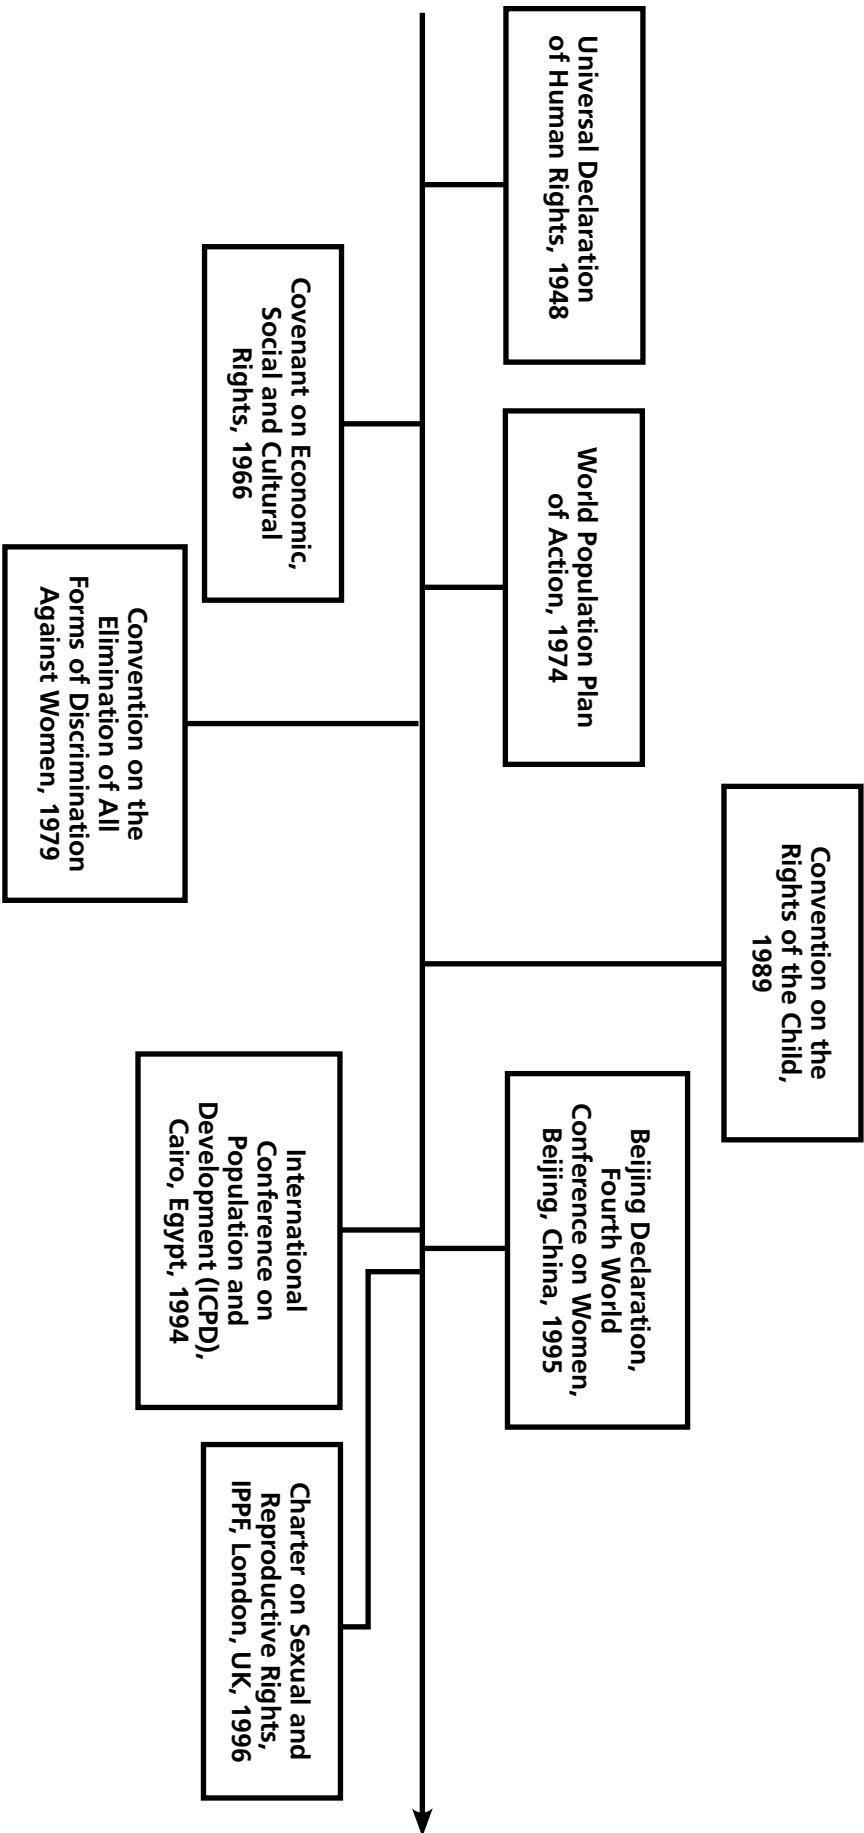 Universal Declaration
of Human Rights, 1948
Covenant on Economic,
Social and Cultural
Rights, 1966
World Population Plan
of Action, 1974
Convention on the
Elimination of All
Forms of Discrimination
Against Women, 1979
Convention on the
Rights of the Child,
1989
International
Conference on
Population and
Development (ICPD),
Cairo, Egypt, 1994
Beijing Declaration,
Fourth World
Conference on Women,
Beijing, China, 1995
Charter on Sexual and
Reproductive Rights,
IPPF, London, UK, 1996